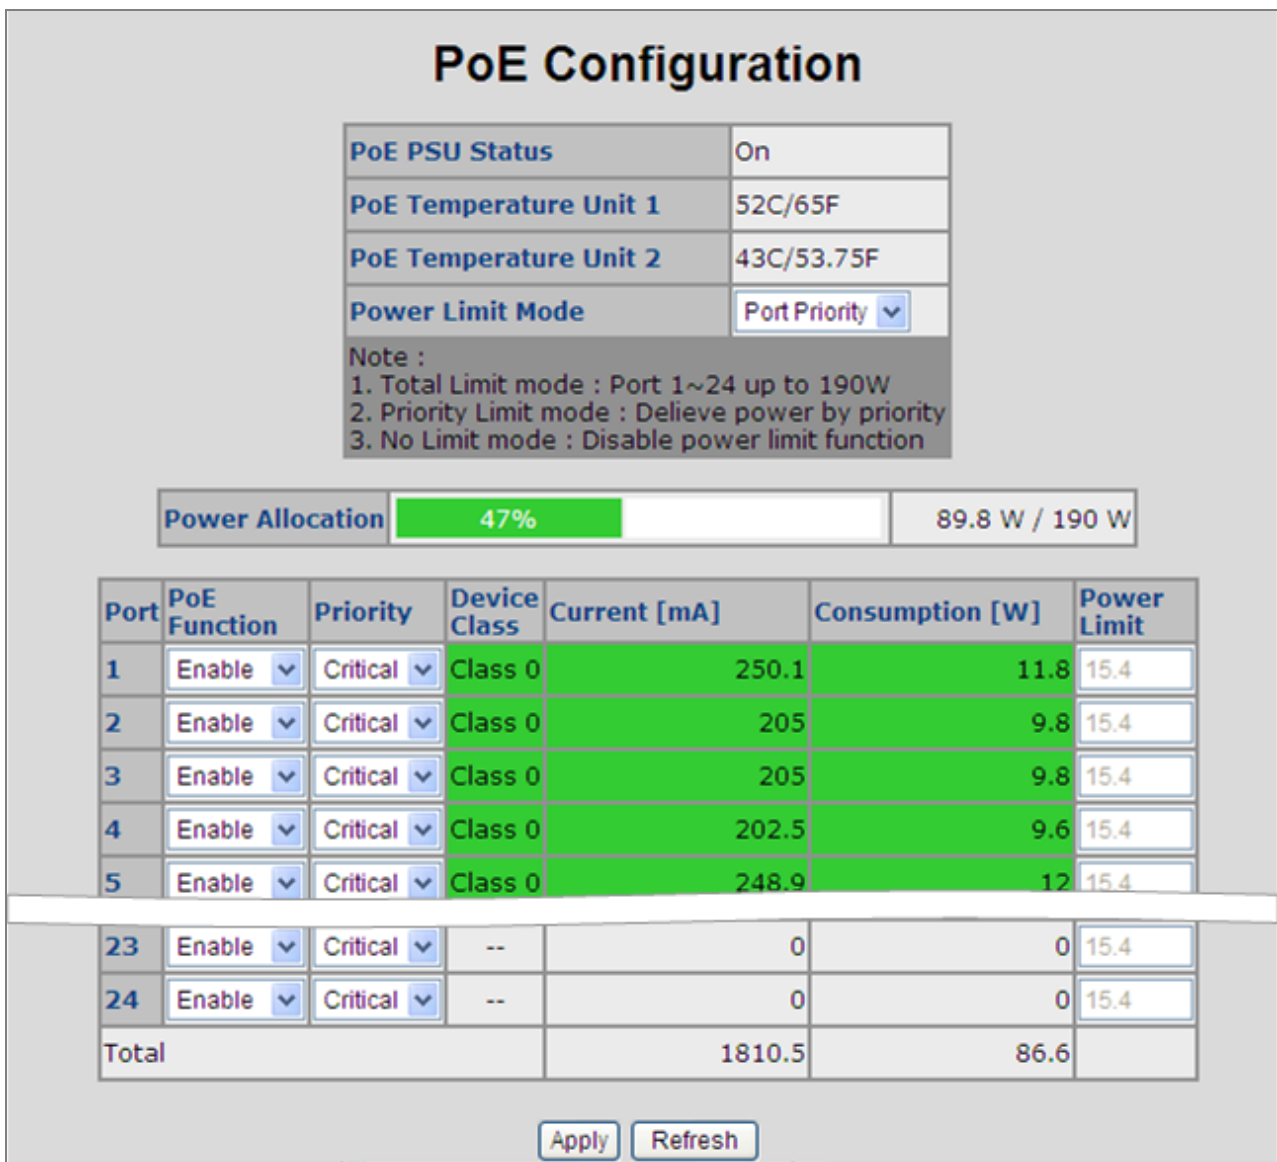 PoE Configuration
PoE PSU Status On
PoE Temperature Unit 1 52C/65F
PoE Temperature Unit 2 43C/53.75F
Power Limit Mode Port Priority
Note :
1. Total Limit mode : Port 1~24 up to 190W
2. Priority Limit mode : Delieve power by priority
3. No Limit mode : Disable power limit function
Power Allocation 47% 89.8 W / 190 W
Port PoE Function Priority Device Class Current [mA] Consumption [W] Power Limit
1 Enable Critical Class 0 250.1 11.8 15.4
2 Enable Critical Class 0 205 9.8 15.4
3 Enable Critical Class 0 205 9.8 15.4
4 Enable Critical Class 0 202.5 9.6 15.4
5 Enable Critical Class 0 248.9 12 15.4
23 Enable Critical -- 0 0 15.4
24 Enable Critical -- 0 0 15.4
Total 1810.5 86.6
Apply Refresh